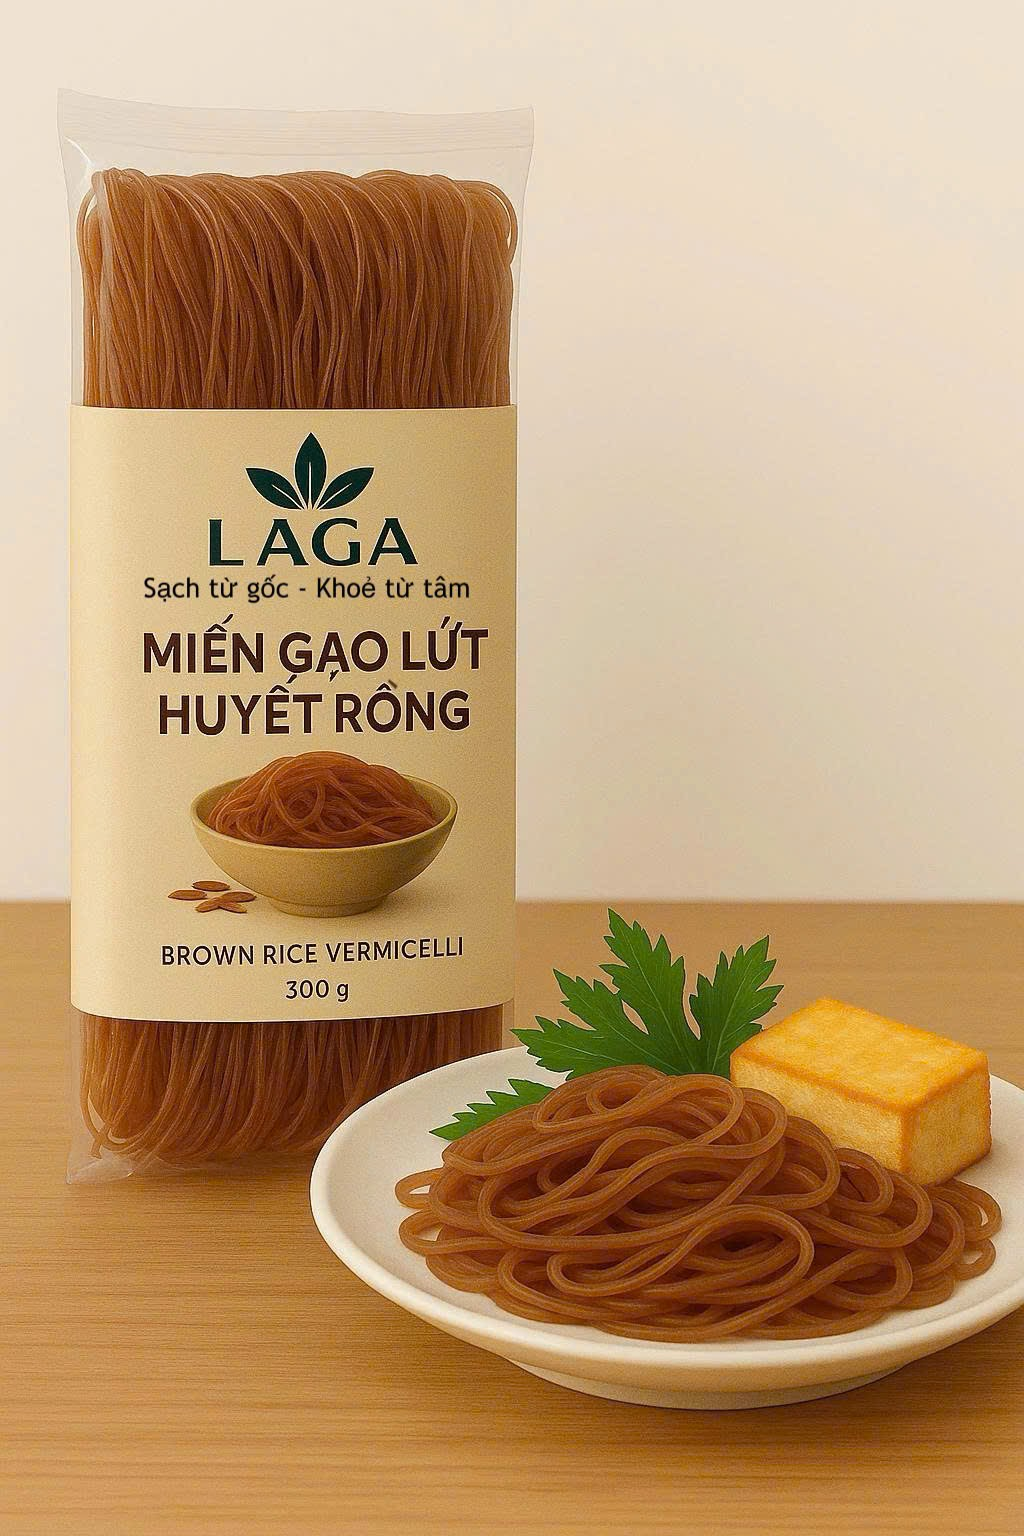 LAGA
Sạch từ gốc - Khoẻ từ tâm
MIẾN GẠO LỨT
HUYẾT RỒNG
BROWN RICE VERMICELLI
300 g